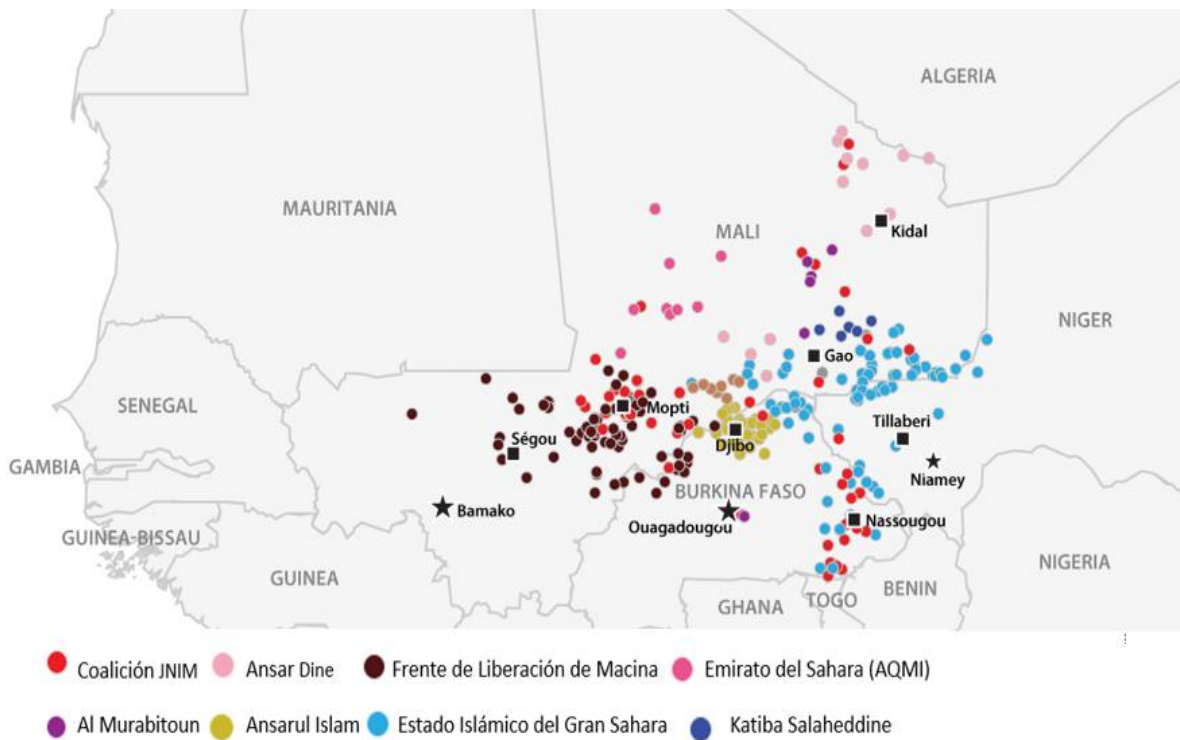 ALGERIA
MAURITANIA
MALI
Kidal
NIGER
Gao
SENEGAL
Mopti
Tillaberi
Ségou
Djibo
GAMBIA
Niamey
BURKINA FASO
Bamako
Ouagadougou
Nassougou
GUINEA-BISSAU
NIGERIA
GUINEA
BENIN
GHANA
TOGO
Coalición JNIM
Ansar Dine
Frente de Liberación de Macina
Emirato del Sahara (AQMI)
Al Murabitoun
Ansarul Islam
Estado Islámico del Gran Sahara
Katiba Salaheddine